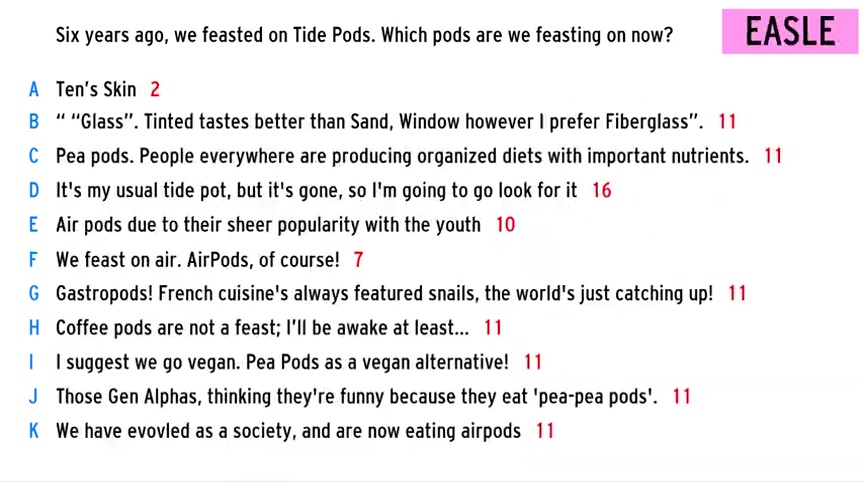 Six years ago, we feasted on Tide Pods. Which pods are we feasting on now?
EASLE
A Ten's Skin 2
B “ “Glass”. Tinted tastes better than Sand, Window however I prefer Fiberglass”. 11
C Pea pods. People everywhere are producing organized diets with important nutrients. 11
D It's my usual tide pot, but it's gone, so I'm going to go look for it 16
E Air pods due to their sheer popularity with the youth 10
F We feast on air. AirPods, of course! 7
G Gastropods! French cuisine's always featured snails, the world's just catching up! 11
H Coffee pods are not a feast; I'll be awake at least... 11
I I suggest we go vegan. Pea Pods as a vegan alternative! 11
J Those Gen Alphas, thinking they're funny because they eat 'pea-pea pods'. 11
K We have evovled as a society, and are now eating airpods 11